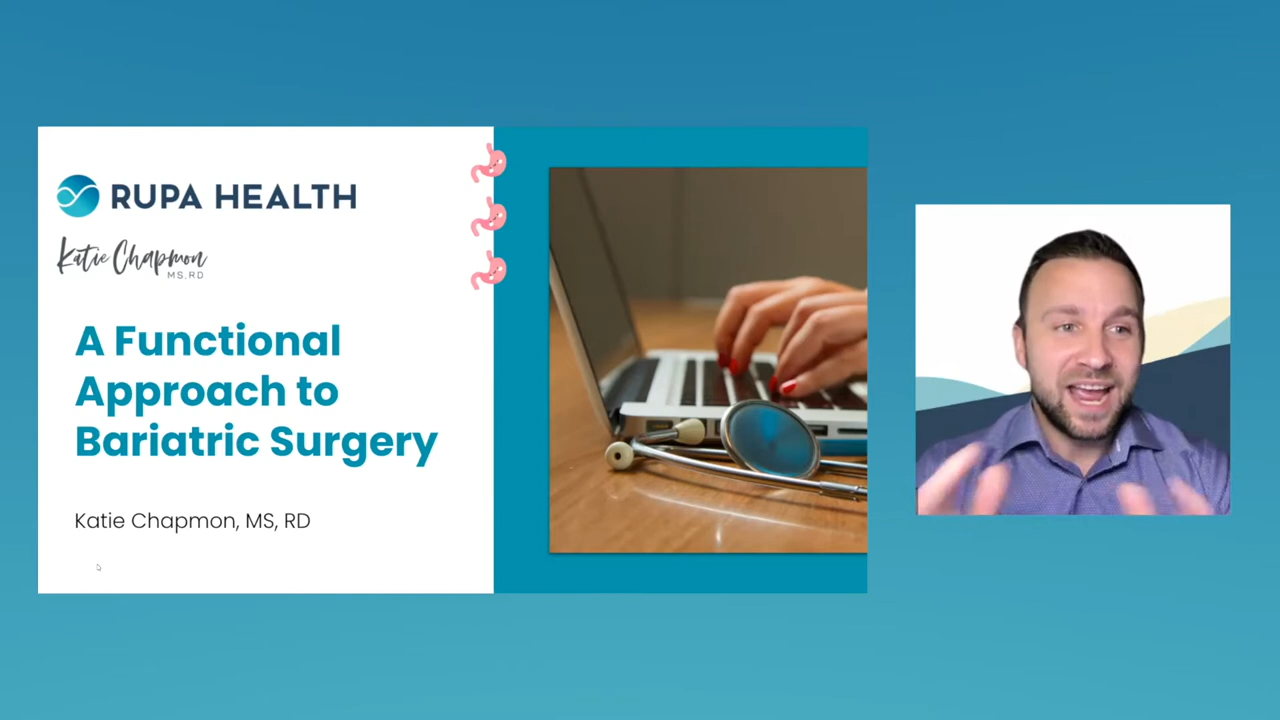 RUPA HEALTH
Katie Chapmon
MS.RD
A Functional
Approach to
Bariatric Surgery
Katie Chapmon, MS, RD